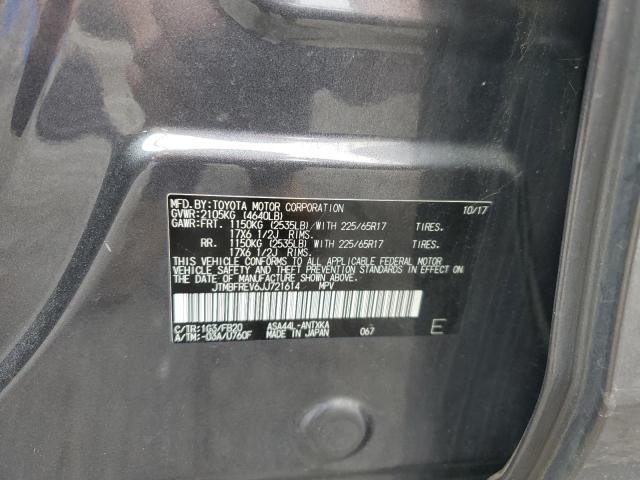 MFD.BY:TOYOTA MOTOR CORPORATION 10/17
GVWR:2105KG (4640LB)
GAWR:FRT. 1150KG (2535LB)/WITH 225/65R17 TIRES.
17X6 1/2J RIMS.
RR. 1150KG (2535LB) WITH 225/65R17 TIRES.
17X6 1/2J RIMS.
THIS VEHICLE CONFORMS TO ALL APPLICABLE FEDERAL MOTOR
VEHICLE SAFETY AND THEFT PREVENTION STANDARDS IN EFFECT ON
THE DATE OF MANUFACTURE SHOWN ABOVE.
JTMBFREV6JJ721614 MPV
C/TR:1G3/FB20 ASA44L-ANTXKA
A/TM:-03A/U760F MADE IN JAPAN 067 E